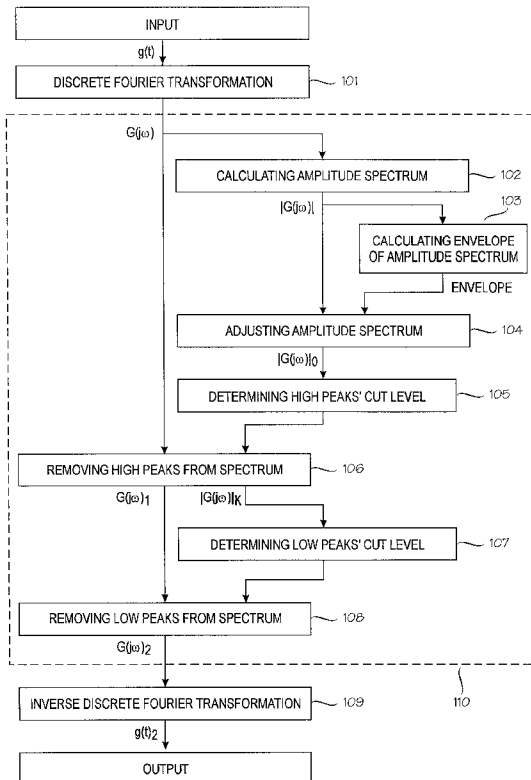 INPUT
g(t)
DISCRETE FOURIER TRANSFORMATION
101
G(jω)
CALCULATING AMPLITUDE SPECTRUM
102
|G(jω)|
103
CALCULATING ENVELOPE
OF AMPLITUDE SPECTRUM
ENVELOPE
ADJUSTING AMPLITUDE SPECTRUM
104
|G(jω)|0
DETERMINING HIGH PEAKS' CUT LEVEL
105
REMOVING HIGH PEAKS FROM SPECTRUM
106
G(jω)1
|G(jω)|K
DETERMINING LOW PEAKS' CUT LEVEL
107
REMOVING LOW PEAKS FROM SPECTRUM
108
G(jω)2
110
INVERSE DISCRETE FOURIER TRANSFORMATION
109
g(t)2
OUTPUT